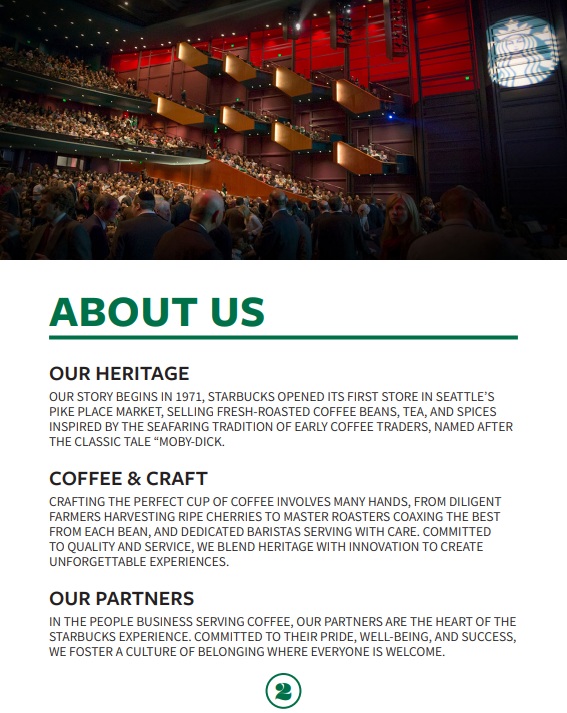 ABOUT US
OUR HERITAGE
OUR STORY BEGINS IN 1971, STARBUCKS OPENED ITS FIRST STORE IN SEATTLE'S
PIKE PLACE MARKET, SELLING FRESH-ROASTED COFFEE BEANS, TEA, AND SPICES
INSPIRED BY THE SEAFARING TRADITION OF EARLY COFFEE TRADERS, NAMED AFTER
THE CLASSIC TALE “MOBY-DICK.
COFFEE & CRAFT
CRAFTING THE PERFECT CUP OF COFFEE INVOLVES MANY HANDS, FROM DILIGENT
FARMERS HARVESTING RIPE CHERRIES TO MASTER ROASTERS COAXING THE BEST
FROM EACH BEAN, AND DEDICATED BARISTAS SERVING WITH CARE. COMMITTED
TO QUALITY AND SERVICE, WE BLEND HERITAGE WITH INNOVATION TO CREATE
UNFORGETTABLE EXPERIENCES.
OUR PARTNERS
IN THE PEOPLE BUSINESS SERVING COFFEE, OUR PARTNERS ARE THE HEART OF THE
STARBUCKS EXPERIENCE. COMMITTED TO THEIR PRIDE, WELL-BEING, AND SUCCESS,
WE FOSTER A CULTURE OF BELONGING WHERE EVERYONE IS WELCOME.
2